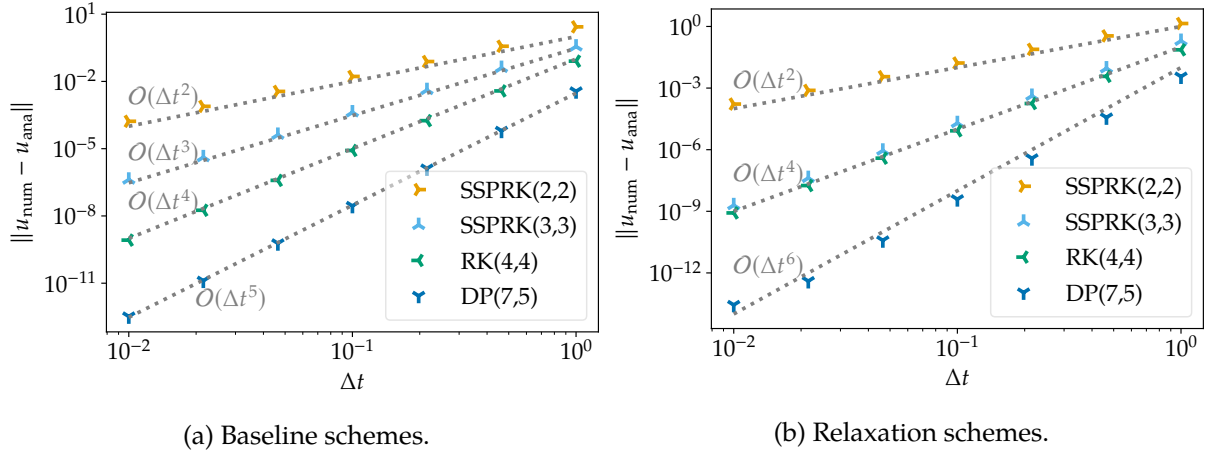 10^1
10^{-2}
10^{-5}
10^{-8}
10^{-11}
∥u_num − u_ana∥
O(Δt^2)
O(Δt^3)
O(Δt^4)
O(Δt^5)
SSPRK(2,2)
SSPRK(3,3)
RK(4,4)
DP(7,5)
10^{-2} 10^{-1} 10^0
Δt
(a) Baseline schemes.
10^0
10^{-3}
10^{-6}
10^{-9}
10^{-12}
∥u_num − u_ana∥
O(Δt^2)
O(Δt^4)
O(Δt^6)
SSPRK(2,2)
SSPRK(3,3)
RK(4,4)
DP(7,5)
10^{-2} 10^{-1} 10^0
Δt
(b) Relaxation schemes.